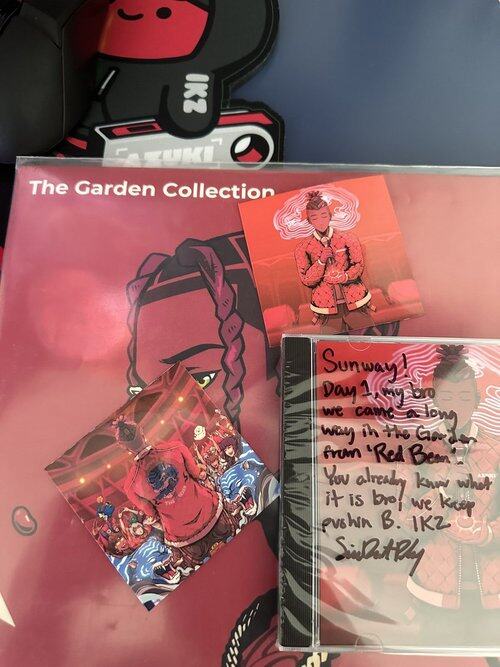 IKZ
AZUKI
The Garden Collection
Sunway!
Day 1, my bro
we came a long
way in the Garden
from 'Red Bean'.
You already know what
it is bro, we keep
pushin B. IKZ